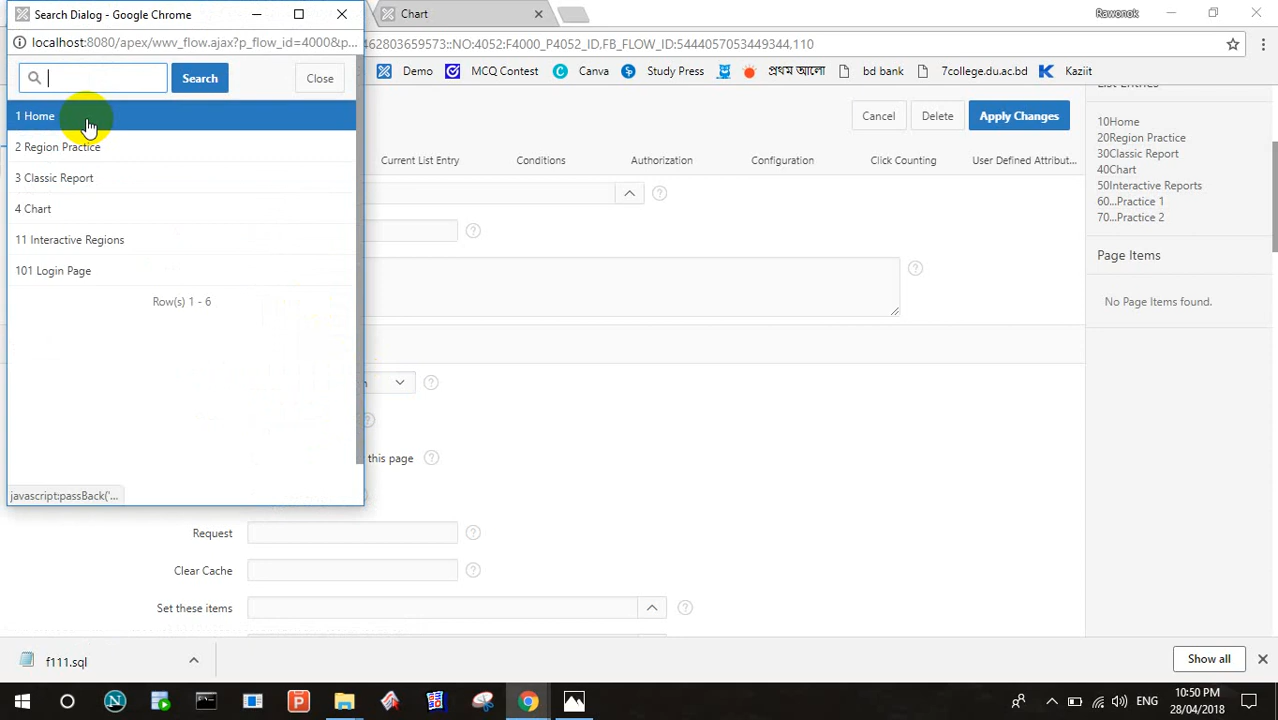 Search Dialog - Google Chrome
Chart
Rawonok
localhost:8080/apex/wwv_flow.ajax?p_flow_id=4000&p...
462803659573::NO:4052:F4000_P4052_ID.FB_FLOW_ID:5444057053449344,110
Demo
MCQ Contest
Canva
Study Press
প্রথম আলো
bd bank
7college.du.ac.bd
Kaziit
Search
Close
1 Home
2 Region Practice
3 Classic Report
4 Chart
11 Interactive Regions
101 Login Page
Row(s) 1 - 6
javascript:passBack('...
Cancel
Delete
Apply Changes
Current List Entry
Conditions
Authorization
Configuration
Click Counting
User Defined Attribut...
this page
Request
Clear Cache
Set these items
List Entries
10Home
20Region Practice
30Classic Report
40Chart
50Interactive Reports
60...Practice 1
70...Practice 2
Page Items
No Page Items found.
f111.sql
Show all
ENG
10:50 PM
28/04/2018